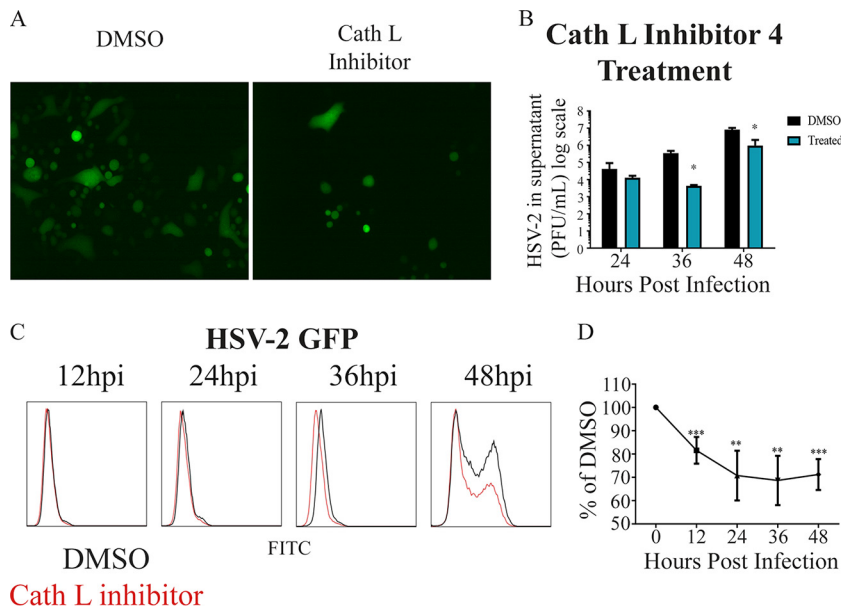 A
DMSO
Cath L
Inhibitor
B
Cath L Inhibitor 4
Treatment
HSV-2 in supernatant
(PFU/mL) log scale
8
7
6
5
4
3
2
1
0
*
*
DMSO
Treated
24
36
48
Hours Post Infection
C
HSV-2 GFP
12hpi
24hpi
36hpi
48hpi
FITC
DMSO
Cath L inhibitor
D
% of DMSO
110
100
90
80
70
60
50
***
**
**
***
0
12
24
36
48
Hours Post Infection